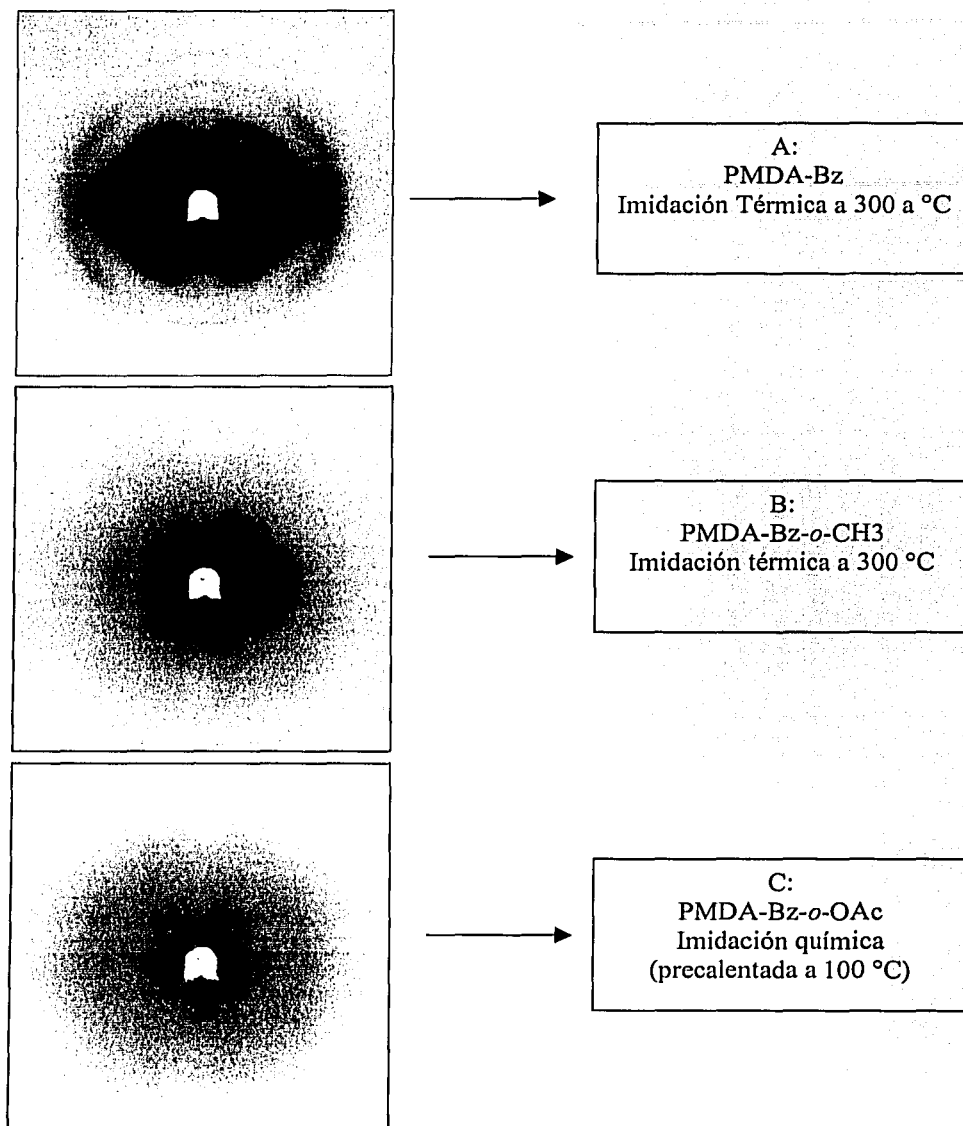 A:
PMDA-Bz
Imidación Térmica a 300 a °C
B:
PMDA-Bz-o-CH3
Imidación térmica a 300 °C
C:
PMDA-Bz-o-OAc
Imidación química
(precalentada a 100 °C)